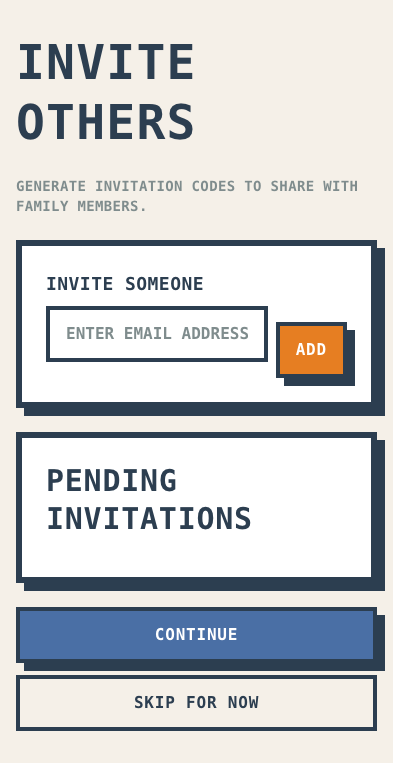 INVITE
OTHERS
GENERATE INVITATION CODES TO SHARE WITH
FAMILY MEMBERS.
INVITE SOMEONE
ENTER EMAIL ADDRESS
ADD
PENDING
INVITATIONS
CONTINUE
SKIP FOR NOW